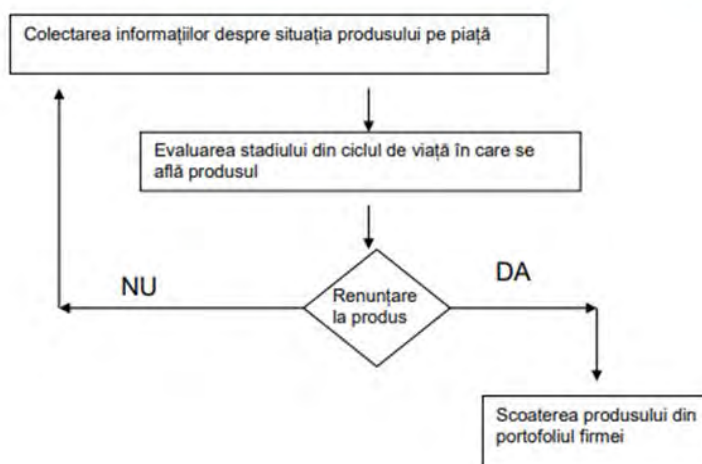 Colectarea informațiilor despre situația produsului pe piață
Evaluarea stadiului din ciclul de viață în care se
află produsul
NU
DA
Renunțare
la produs
Scoaterea produsului din
portofoliul firmei